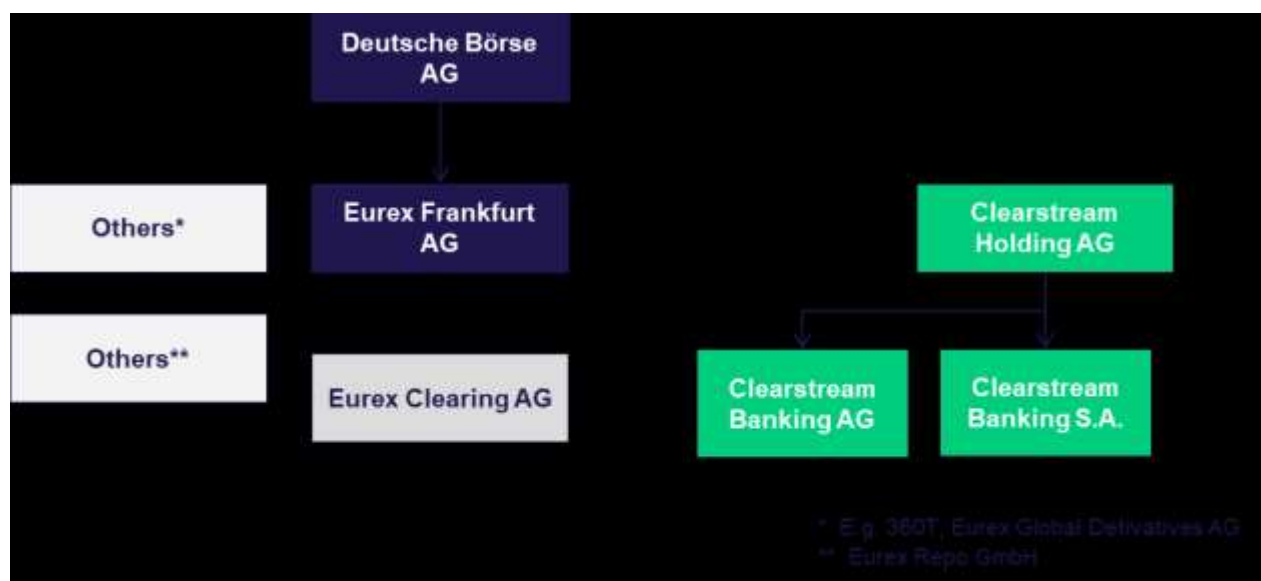 Deutsche Börse
AG
Others*
Eurex Frankfurt
AG
Clearstream
Holding AG
Others**
Eurex Clearing AG
Clearstream
Banking AG
Clearstream
Banking S.A.
* E.g. 360T, Eurex Global Derivatives AG
** Eurex Repo GmbH